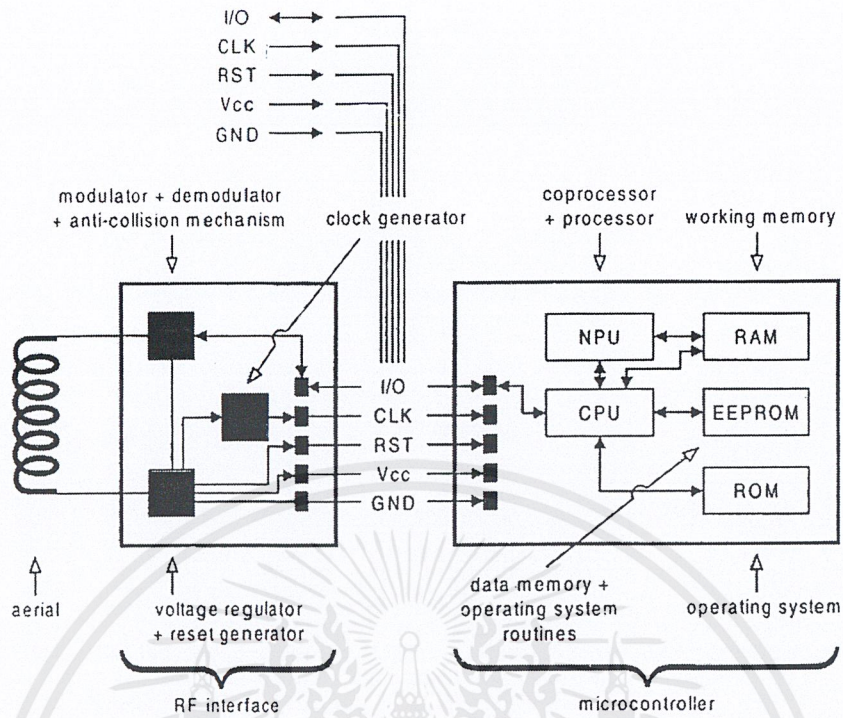 I/O
CLK
RST
Vcc
GND
modulator + demodulator
+ anti-collision mechanism
clock generator
coprocessor
+ processor
working memory
NPU
RAM
I/O
CPU
EEPROM
CLK
RST
Vcc
ROM
GND
aerial
voltage regulator
+ reset generator
data memory +
operating system
routines
operating system
RF interface
microcontroller